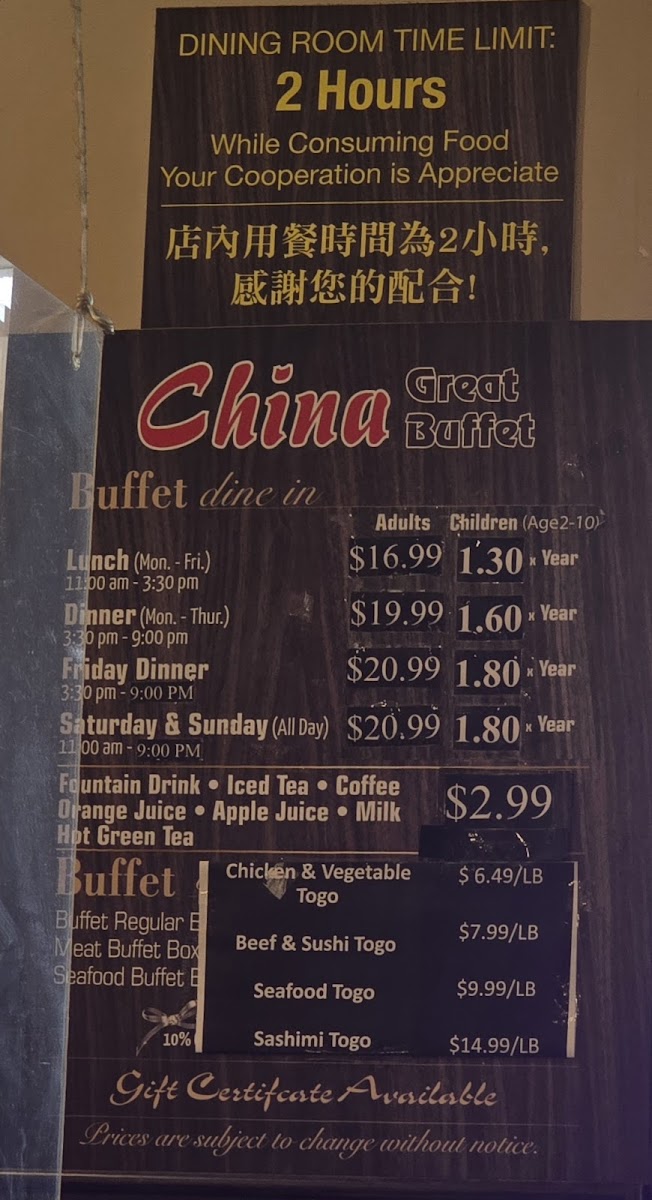 DINING ROOM TIME LIMIT:
2 Hours
While Consuming Food
Your Cooperation is Appreciate
店內用餐時間為2小時,
感謝您的配合!
China Great Buffet
Buffet dine in
Adults Children (Age2-10)
Lunch (Mon. - Fri.) $16.99 1.30 x Year
11:00 am - 3:30 pm
Dinner (Mon. - Thur.) $19.99 1.60 x Year
3:30 pm - 9:00 pm
Friday Dinner $20.99 1.80 x Year
3:30 pm - 9:00 PM
Saturday & Sunday (All Day) $20.99 1.80 x Year
11:00 am - 9:00 PM
Fountain Drink • Iced Tea • Coffee
Orange Juice • Apple Juice • Milk $2.99
Hot Green Tea
Buffet
Buffet Regular B
Meat Buffet Box
Seafood Buffet B
10%
Chicken & Vegetable Togo $ 6.49/LB
Beef & Sushi Togo $7.99/LB
Seafood Togo $9.99/LB
Sashimi Togo $14.99/LB
Gift Certifcate Available
Prices are subject to change without notice.